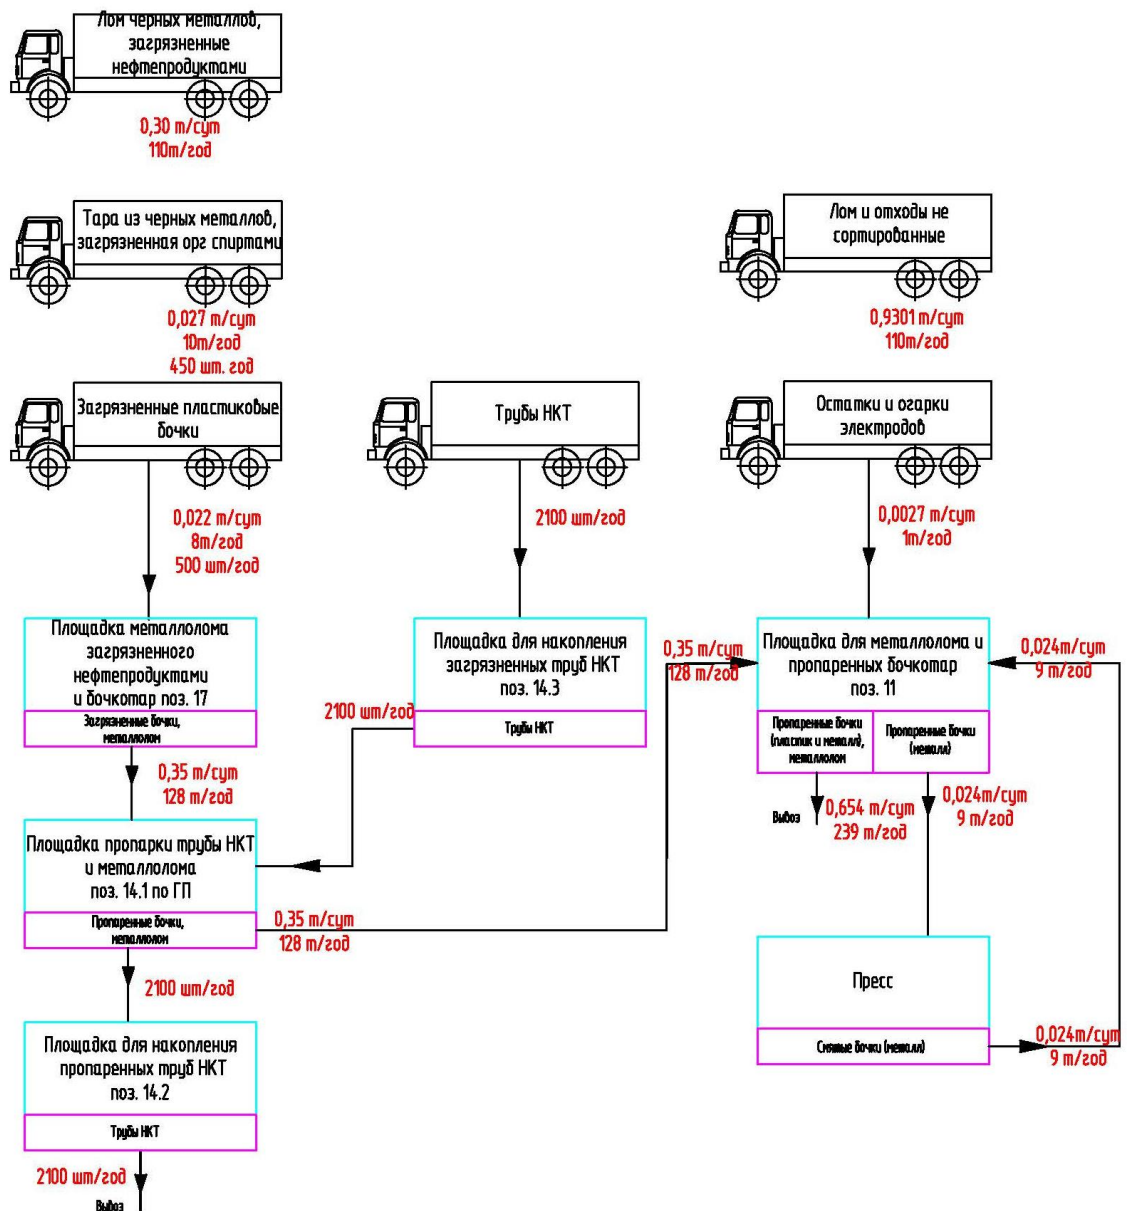 Лом черных металлов,
загрязненные
нефтепродуктами
0,30 т/сут
110т/год
Тара из черных металлов,
загрязненная орг спиртами
0,027 т/сут
10т/год
450 шт. год
Лом и отходы не
сортированные
0,9301 т/сут
110т/год
Загрязненные пластиковые
бочки
0,022 т/сут
8т/год
500 шт/год
Трубы НКТ
2100 шт/год
Остатки и огарки
электродов
0,0027 т/сут
1т/год
Площадка металлолома
загрязненного
нефтепродуктами
и бочкотар поз. 17
Загрязненные бочки,
металлолом
0,35 т/сут
128 т/год
Площадка для накопления
загрязненных труб НКТ
поз. 14.3
Трубы НКТ
2100 шт/год
0,35 т/сут
128 т/год
Площадка для металлолома и
пропаренных бочкотар
поз. 11
Пропаренные бочки
(пластик и металл),
металлолом
Пропаренные бочки
(металл)
0,024т/сут
9 т/год
Вывоз
0,654 т/сут
239 т/год
0,024т/сут
9 т/год
Площадка пропарки трубы НКТ
и металлолома
поз. 14.1 по ГП
Пропаренные бочки,
металлолом
0,35 т/сут
128 т/год
2100 шт/год
Пресс
Смятые бочки (металл)
0,024т/сут
9 т/год
Площадка для накопления
пропаренных труб НКТ
поз. 14.2
Трубы НКТ
2100 шт/год
Вывоз